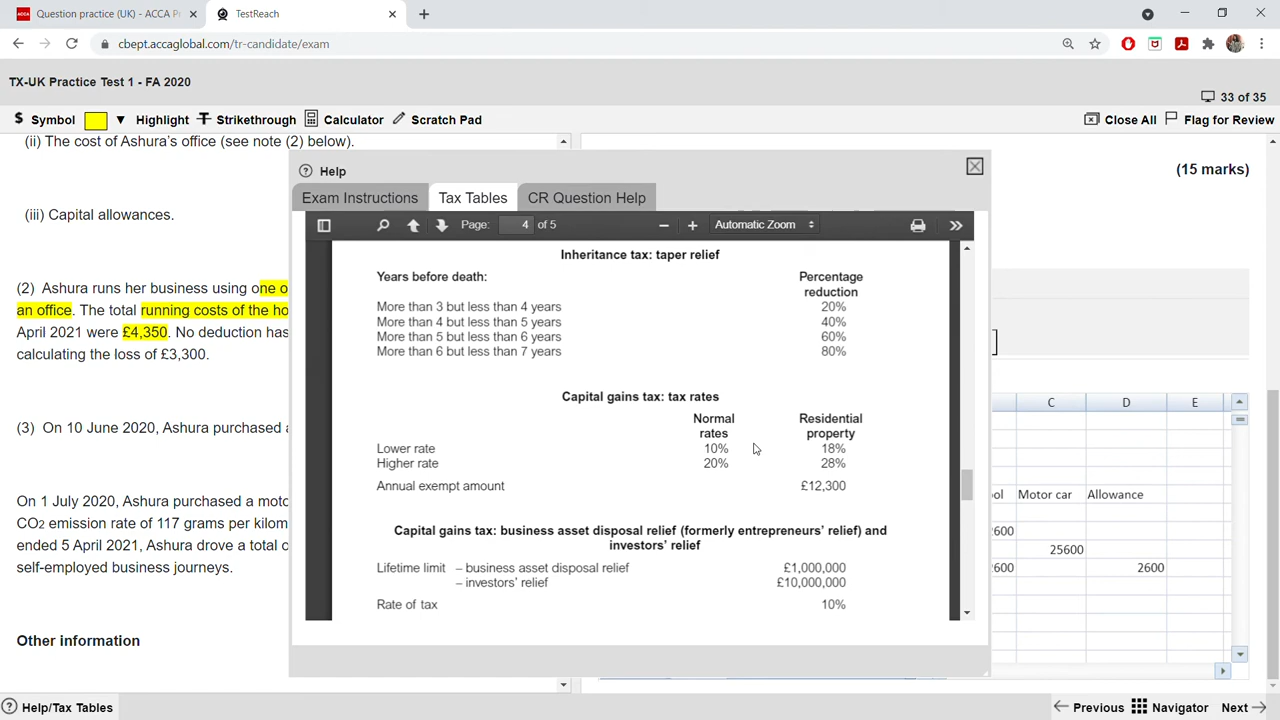 Question practice (UK) - ACCA P
TestReach
cbept.accaglobal.com/tr-candidate/exam
TX-UK Practice Test 1 - FA 2020
33 of 35
$ Symbol
Highlight
Strikethrough
Calculator
Scratch Pad
Close All
Flag for Review
(ii) The cost of Ashura's office (see note (2) below).
(15 marks)
(iii) Capital allowances.
(2) Ashura runs her business using one o
an office. The total running costs of the ho
April 2021 were £4,350. No deduction has
calculating the loss of £3,300.
(3) On 10 June 2020, Ashura purchased
On 1 July 2020, Ashura purchased a moto
CO2 emission rate of 117 grams per kilom
ended 5 April 2021, Ashura drove a total
self-employed business journeys.
Other information
Help
Exam Instructions
Tax Tables
CR Question Help
Page: 4 of 5
Automatic Zoom
Inheritance tax: taper relief
Years before death:
Percentage
reduction
More than 3 but less than 4 years 20%
More than 4 but less than 5 years 40%
More than 5 but less than 6 years 60%
More than 6 but less than 7 years 80%
Capital gains tax: tax rates
Normal
rates
Residential
property
Lower rate 10% 18%
Higher rate 20% 28%
Annual exempt amount £12,300
Capital gains tax: business asset disposal relief (formerly entrepreneurs' relief) and
investors' relief
Lifetime limit – business asset disposal relief £1,000,000
– investors' relief £10,000,000
Rate of tax 10%
C D E
ol Motor car Allowance
2600
25600
2600 2600
Help/Tax Tables
Previous
Navigator
Next